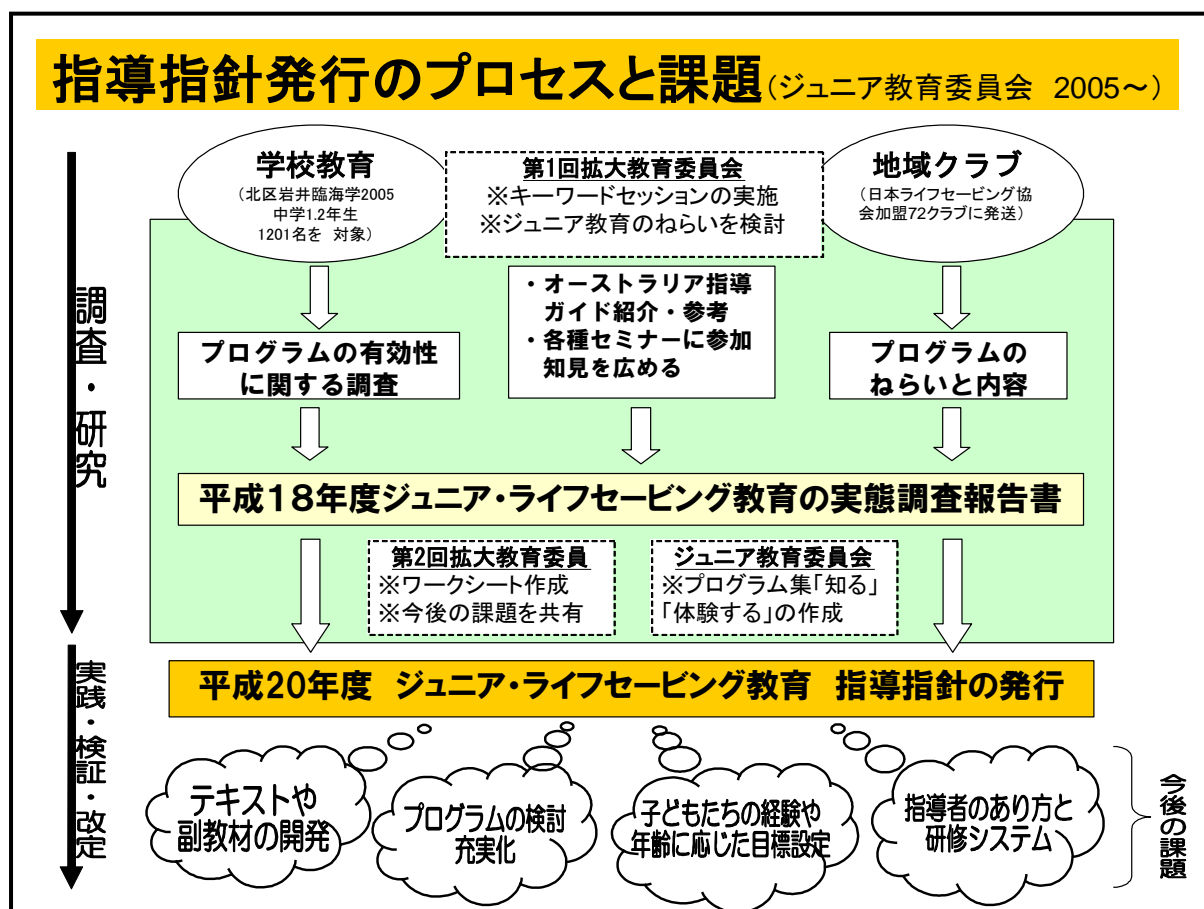 指導指針発行のプロセスと課題(ジュニア教育委員会 2005～)
調査・研究
学校教育
(北区岩井臨海学2005
中学1.2年生
1201名を 対象)
第1回拡大教育委員会
※キーワードセッションの実施
※ジュニア教育のねらいを検討
地域クラブ
(日本ライフセービング協
会加盟72クラブに発送)
プログラムの有効性
に関する調査
・オーストラリア指導
ガイド紹介・参考
・各種セミナーに参加
知見を広める
プログラムの
ねらいと内容
平成18年度ジュニア・ライフセービング教育の実態調査報告書
第2回拡大教育委員
※ワークシート作成
※今後の課題を共有
ジュニア教育委員会
※プログラム集「知る」
「体験する」の作成
実践・検証・改定
平成20年度 ジュニア・ライフセービング教育 指導指針の発行
テキストや
副教材の開発
プログラムの検討
充実化
子どもたちの経験や
年齢に応じた目標設定
指導者のあり方と
研修システム
今後の課題